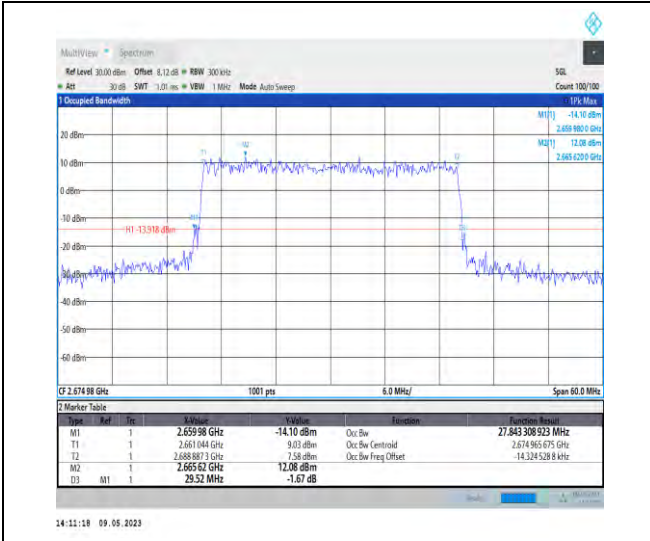 MultiView Spectrum
Ref Level 30.00 dBm Offset 8.12 dB RBW 300 kHz SGL
Att 30 dB SWT 1.01 ms VBW 1 MHz Mode Auto Sweep Count 100/100
1 Occupied Bandwidth 1Pk Max
M1[1] -14.10 dBm
2.659 980 0 GHz
M2[1] 12.08 dBm
2.665 620 0 GHz
20 dBm
M2
T1
T2
10 dBm
0 dBm
-10 dBm
H1 -13.918 dBm
-30 dBm
-40 dBm
-50 dBm
-60 dBm
CF 2.674 98 GHz 1001 pts 6.0 MHz/ Span 60.0 MHz
2 Marker Table
Type Ref Trc X-Value Y-Value Function Function Result
M1 1 2.659 98 GHz -14.10 dBm Occ Bw 27.843 308 923 MHz
T1 1 2.661 044 GHz 9.03 dBm Occ Bw Centroid 2.674 965 675 GHz
T2 1 2.688 887 3 GHz 7.58 dBm Occ Bw Freq Offset -14.324 528 8 kHz
M2 1 2.665 62 GHz 12.08 dBm
D3 M1 1 29.52 MHz -1.67 dB
14:11:18 09.05.2023